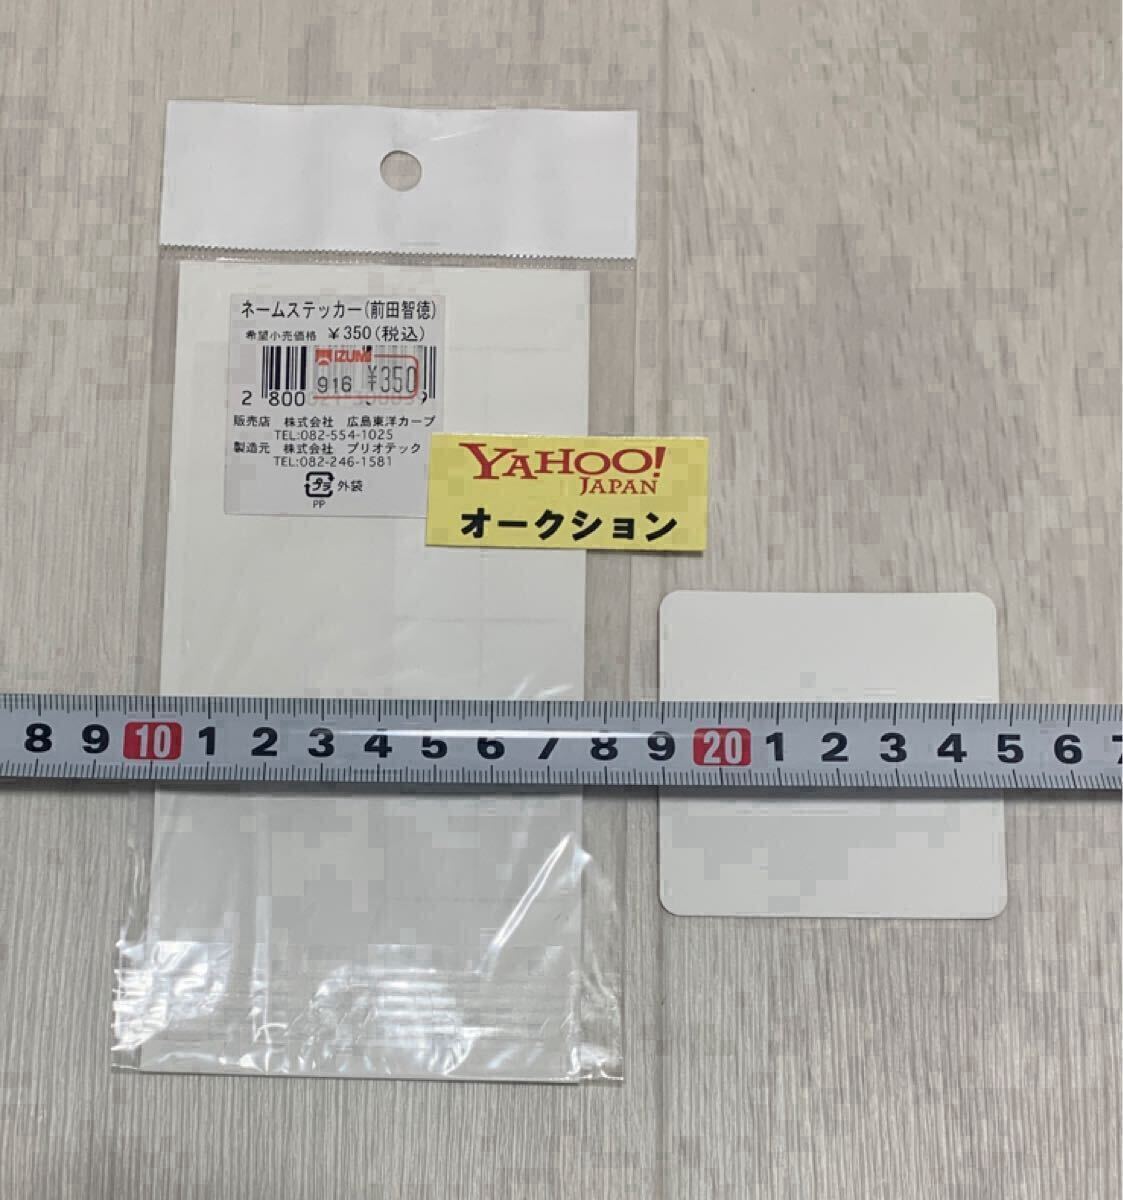 ネームステッカー(前田智徳)
希望小売価格 ¥350(税込)
IZUMI
916 ¥350
2 800
販売店 株式会社 広島東洋カープ
TEL:082-554-1025
製造元 株式会社 プリオテック
TEL:082-246-1581
プラ 外袋
PP
YAHOO!
JAPAN
オークション
8 9 10 1 2 3 4 5 6 7 8 9 20 1 2 3 4 5 6 7